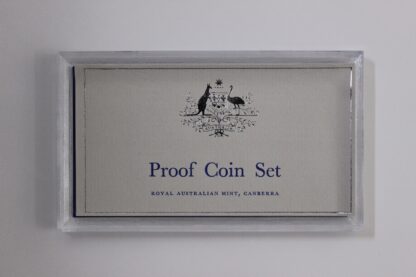 Proof Coin Set
ROYAL AUSTRALIAN MINT, CANBERRA